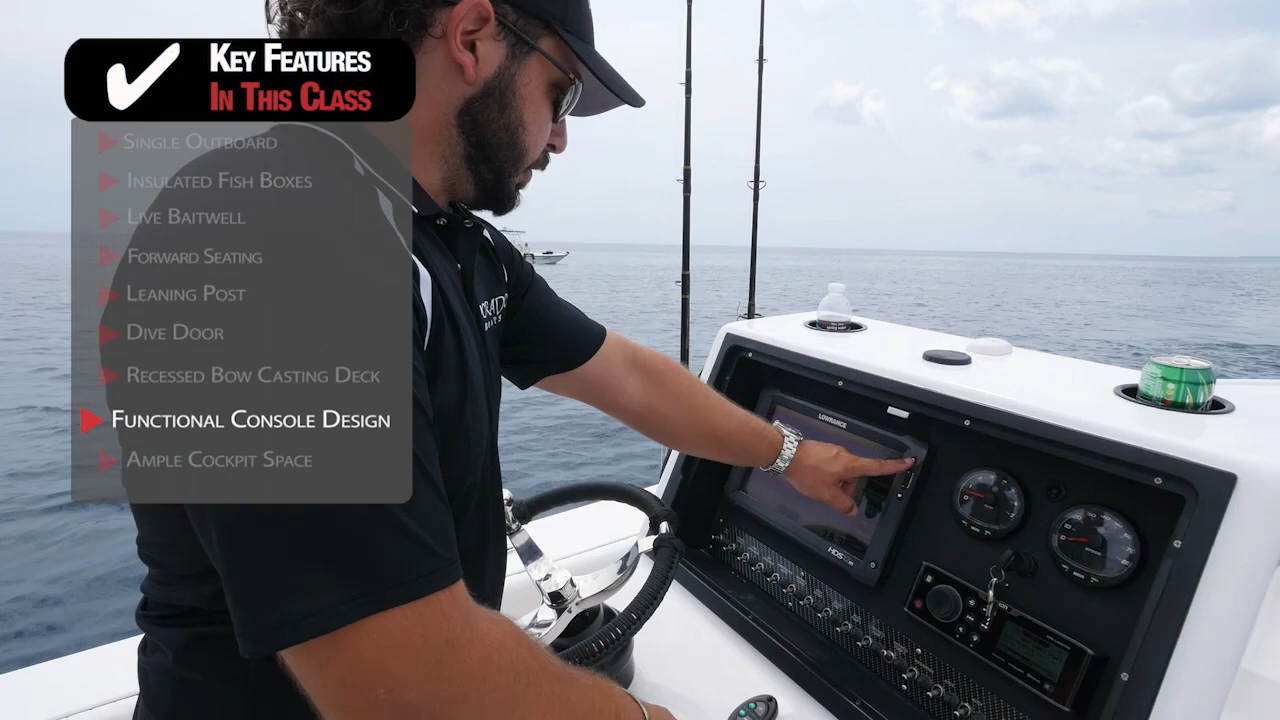 Key Features
In This Class
Single Outboard
Insulated Fish Boxes
Live Baitwell
Forward Seating
Leaning Post
Dive Door
Recessed Bow Casting Deck
Functional Console Design
Ample Cockpit Space
LOWRANCE
HDS